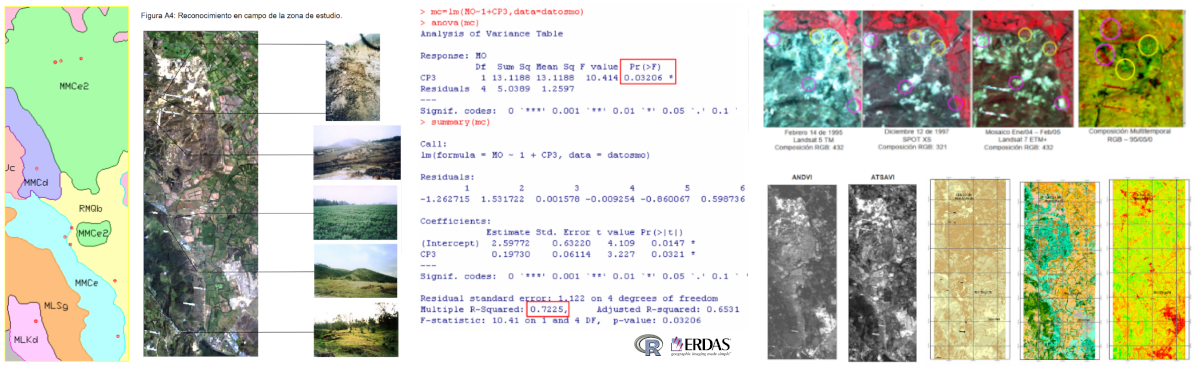 MMCe2
Jc
MMCd
RMQb
MMCe2
MMCe
MLSg
MLKd
Figura A4: Reconocimiento en campo de la zona de estudio.
> mc=lm(MO~1+CP3,data=datosmo)
> anova(mc)
Analysis of Variance Table
Response: MO
Df Sum Sq Mean Sq F value Pr(>F)
CP3 1 13.1188 13.1188 10.414 0.03206 *
Residuals 4 5.0389 1.2597
---
Signif. codes: 0 `***' 0.001 `**' 0.01 `*' 0.05 `.' 0.1 `
> summary(mc)
Call:
lm(formula = MO ~ 1 + CP3, data = datosmo)
Residuals:
1 2 3 4 5 6
-1.262715 1.531722 0.001578 -0.009254 -0.860067 0.598736
Coefficients:
Estimate Std. Error t value Pr(>|t|)
(Intercept) 2.59772 0.63220 4.109 0.0147 *
CP3 0.19730 0.06114 3.227 0.0321 *
---
Signif. codes: 0 `***' 0.001 `**' 0.01 `*' 0.05 `.' 0.1 `
Residual standard error: 1.122 on 4 degrees of freedom
Multiple R-Squared: 0.7225, Adjusted R-squared: 0.6531
F-statistic: 10.41 on 1 and 4 DF, p-value: 0.03206
R
ERDAS
geographic imaging made simple
Febrero 14 de 1995
Landsat 5 TM
Composición RGB: 432
Diciembre 12 de 1997
SPOT XS
Composición RGB: 321
Mosaico Ene/04 – Feb/05
Landsat 7 ETM+
Composición RGB: 432
Composición Multitemporal
RGB – 95/05/0
ANDVI
ATSAVI